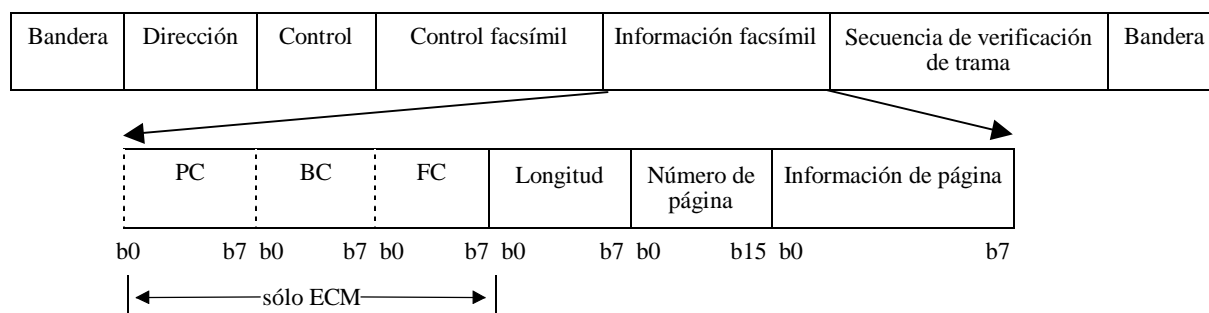 Bandera Dirección Control Control facsímil Información facsímil Secuencia de verificación de trama Bandera
PC BC FC Longitud Número de página Información de página
b0 b7 b0 b7 b0 b7 b0 b7 b0 b15 b0 b7
sólo ECM